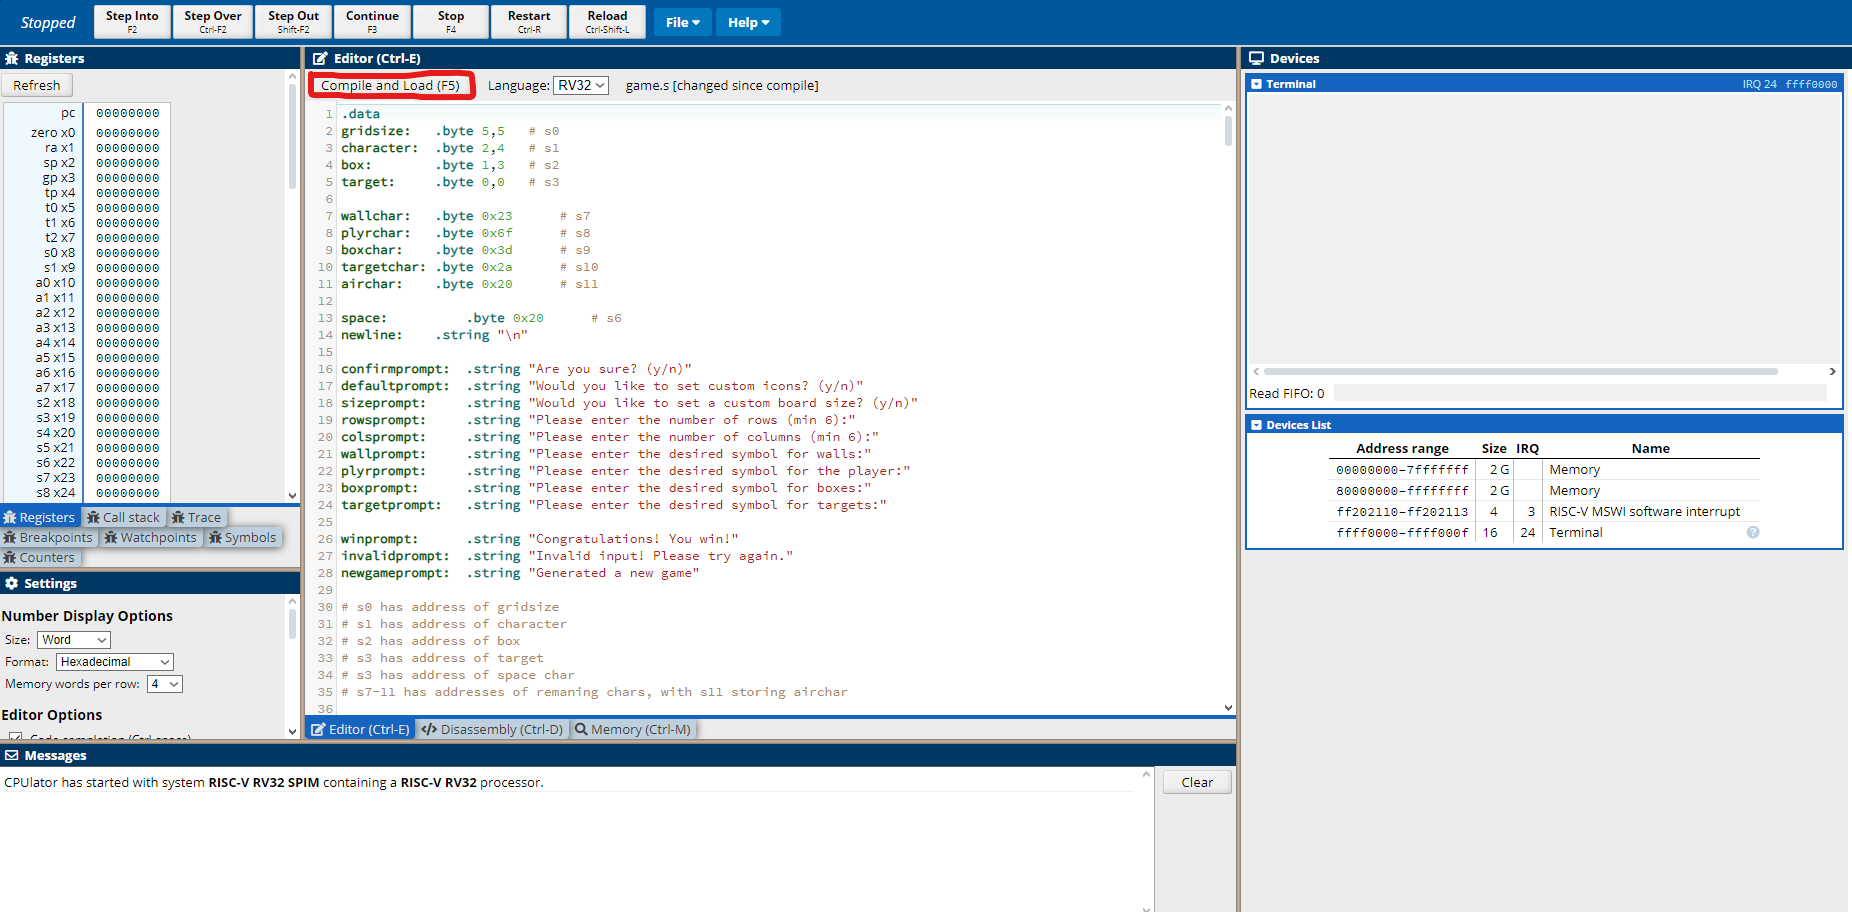 Stopped
Step Into
F2
Step Over
Ctrl-F2
Step Out
Shift-F2
Continue
F3
Stop
F4
Restart
Ctrl-R
Reload
Ctrl-Shift-L
File
Help
Registers
Refresh
pc 00000000
zero x0 00000000
ra x1 00000000
sp x2 00000000
gp x3 00000000
tp x4 00000000
t0 x5 00000000
t1 x6 00000000
t2 x7 00000000
s0 x8 00000000
s1 x9 00000000
a0 x10 00000000
a1 x11 00000000
a2 x12 00000000
a3 x13 00000000
a4 x14 00000000
a5 x15 00000000
a6 x16 00000000
a7 x17 00000000
s2 x18 00000000
s3 x19 00000000
s4 x20 00000000
s5 x21 00000000
s6 x22 00000000
s7 x23 00000000
s8 x24 00000000
Registers Call stack Trace
Breakpoints Watchpoints Symbols
Counters
Settings
Number Display Options
Size: Word
Format: Hexadecimal
Memory words per row: 4
Editor Options
Code completion (Ctrl-space)
Editor (Ctrl-E)
Compile and Load (F5) Language: RV32 game.s [changed since compile]
1 .data
2 gridsize: .byte 5,5 # s0
3 character: .byte 2,4 # s1
4 box: .byte 1,3 # s2
5 target: .byte 0,0 # s3
6
7 wallchar: .byte 0x23 # s7
8 plyrchar: .byte 0x6f # s8
9 boxchar: .byte 0x3d # s9
10 targetchar: .byte 0x2a # s10
11 airchar: .byte 0x20 # s11
12
13 space: .byte 0x20 # s6
14 newline: .string "\n"
15
16 confirmprompt: .string "Are you sure? (y/n)"
17 defaultprompt: .string "Would you like to set custom icons? (y/n)"
18 sizeprompt: .string "Would you like to set a custom board size? (y/n)"
19 rowsprompt: .string "Please enter the number of rows (min 6):"
20 colsprompt: .string "Please enter the number of columns (min 6):"
21 wallprompt: .string "Please enter the desired symbol for walls:"
22 plyrprompt: .string "Please enter the desired symbol for the player:"
23 boxprompt: .string "Please enter the desired symbol for boxes:"
24 targetprompt: .string "Please enter the desired symbol for targets:"
25
26 winprompt: .string "Congratulations! You win!"
27 invalidprompt: .string "Invalid input! Please try again."
28 newgameprompt: .string "Generated a new game"
29
30 # s0 has address of gridsize
31 # s1 has address of character
32 # s2 has address of box
33 # s3 has address of target
34 # s3 has address of space char
35 # s7-11 has addresses of remaning chars, with s11 storing airchar
36
Editor (Ctrl-E) Disassembly (Ctrl-D) Memory (Ctrl-M)
Messages
CPUlator has started with system RISC-V RV32 SPIM containing a RISC-V RV32 processor.
Clear
Devices
Terminal IRQ 24 ffff0000
Read FIFO: 0
Devices List
Address range Size IRQ Name
00000000-7fffffff 2 G Memory
80000000-ffffffff 2 G Memory
ff202110-ff202113 4 3 RISC-V MSWI software interrupt
ffff0000-ffff000f 16 24 Terminal ?